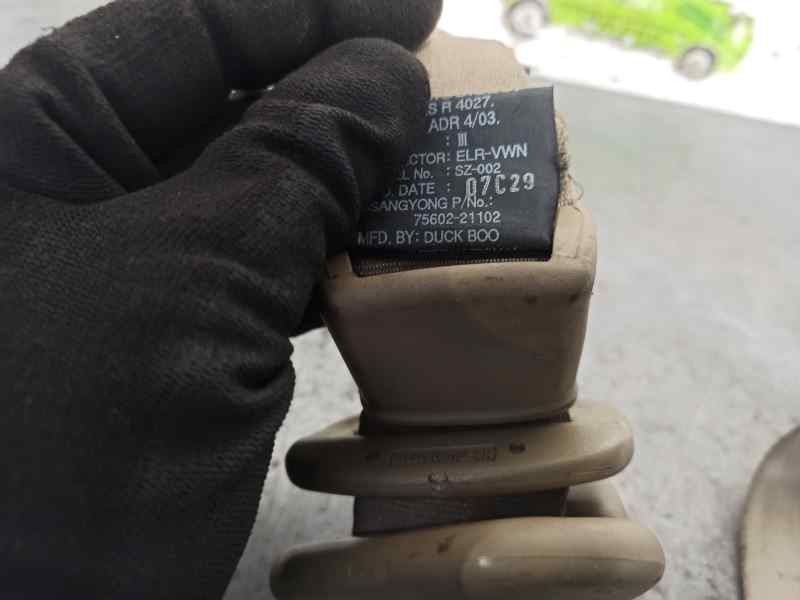 S R 4027.
ADR 4/03.
: III
ECTOR: ELR-VWN
L No. : SZ-002
. DATE : 07C29
SANGYONG P/No.:
75602-21102
MFD. BY: DUCK BOO